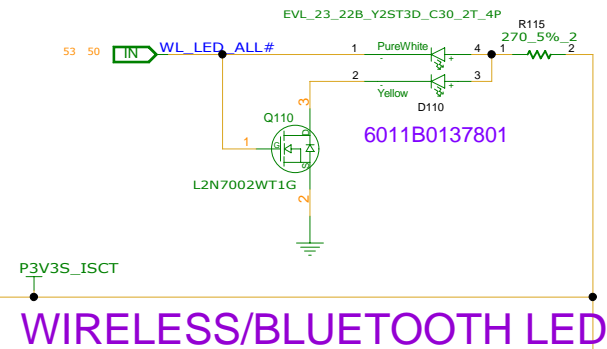 EVL_23_22B_Y2ST3D_C30_2T_4P
R115
270_5%_2
53 50 IN WL_LED_ALL# 1 PureWhite 4 1 2
- +
2 3
- +
Yellow
D110
3
Q110
6011B0137801
D
1 G
S
L2N7002WT1G
2
P3V3S_ISCT
WIRELESS/BLUETOOTH LED